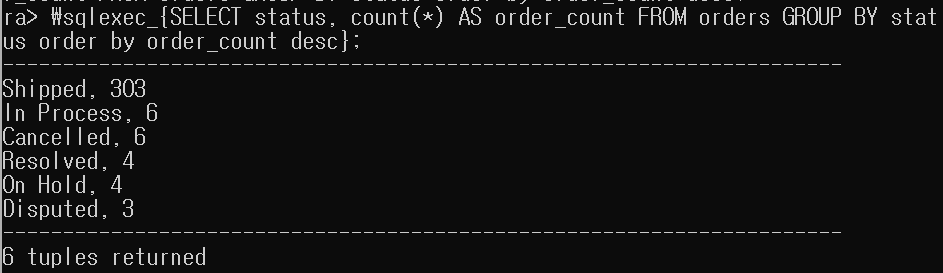 ra> ₩sqlexec_{SELECT status, count(*) AS order_count FROM orders GROUP BY stat
us order by order_count desc};
--------------------------------------------------------------------------------
Shipped, 303
In Process, 6
Cancelled, 6
Resolved, 4
On Hold, 4
Disputed, 3
--------------------------------------------------------------------------------
6 tuples returned